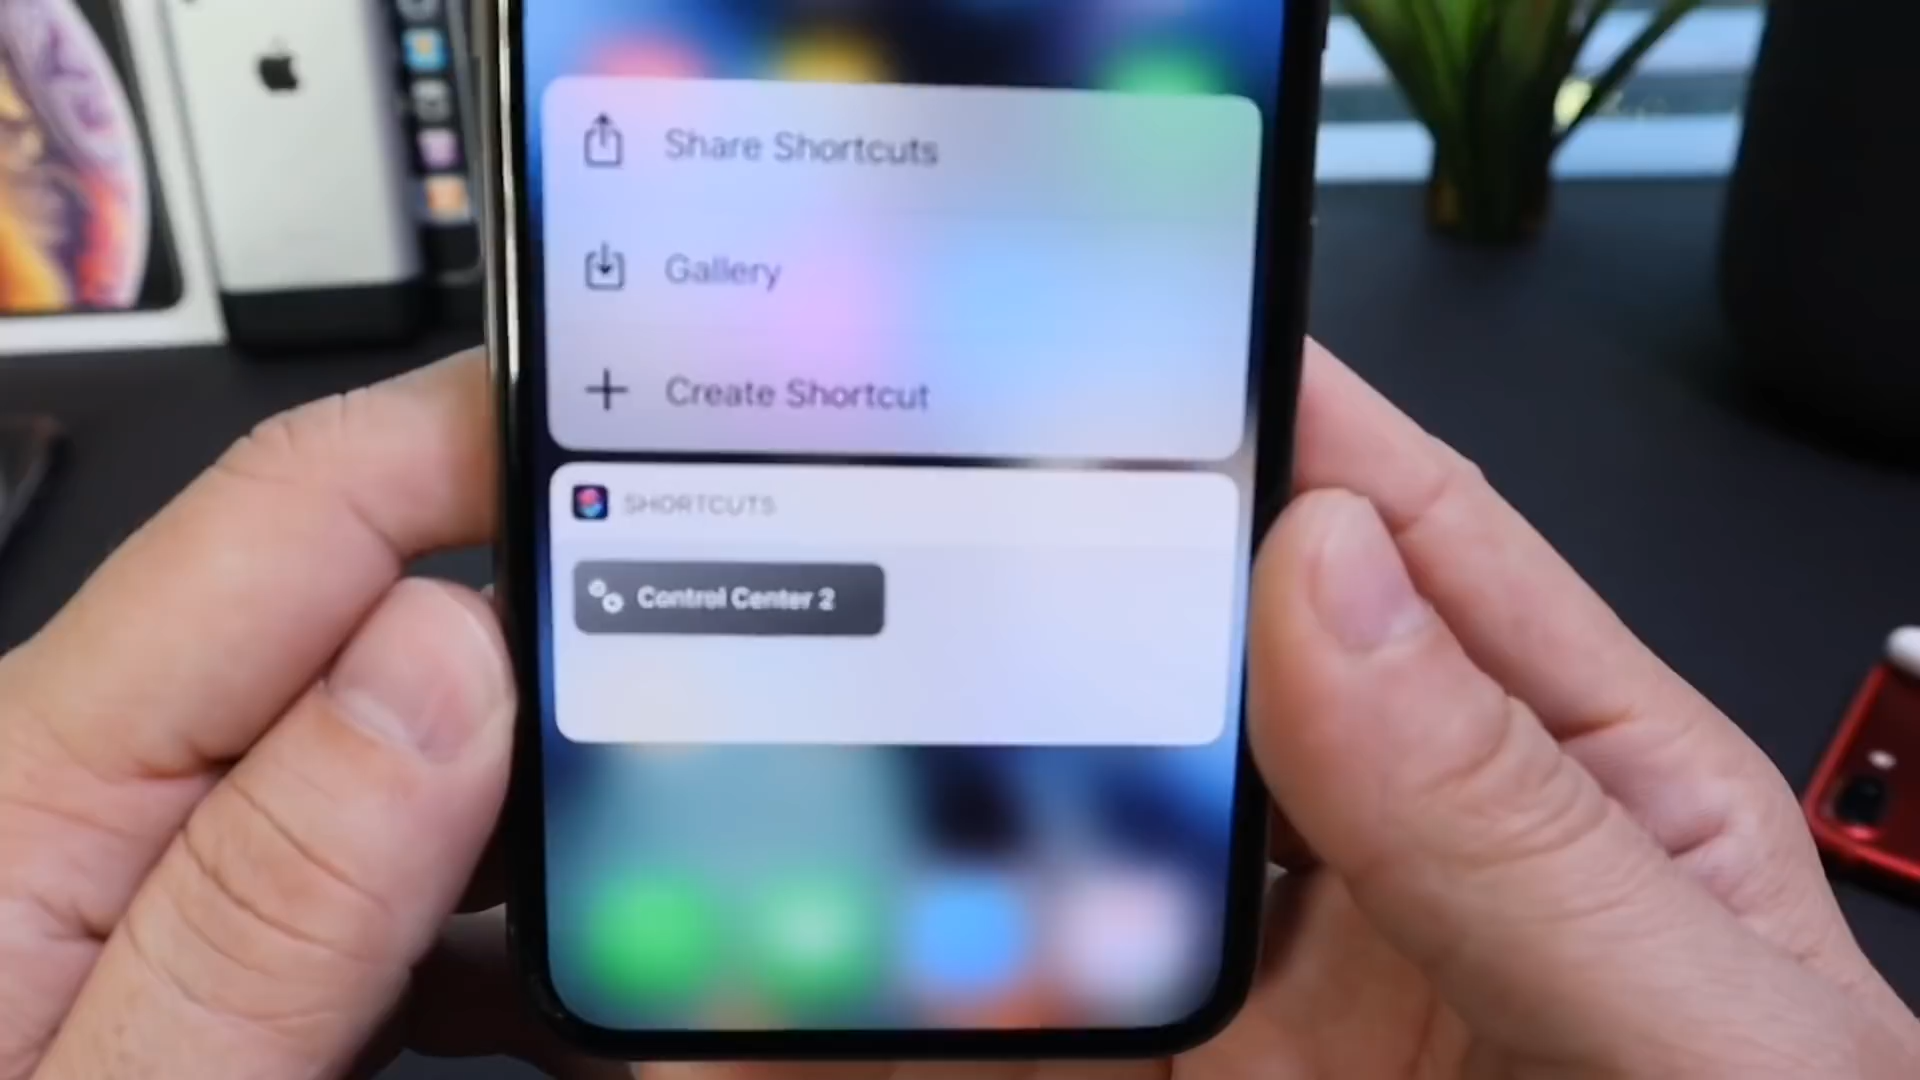 Share Shortcuts
Gallery
Create Shortcut
SHORTCUTS
Control Center 2